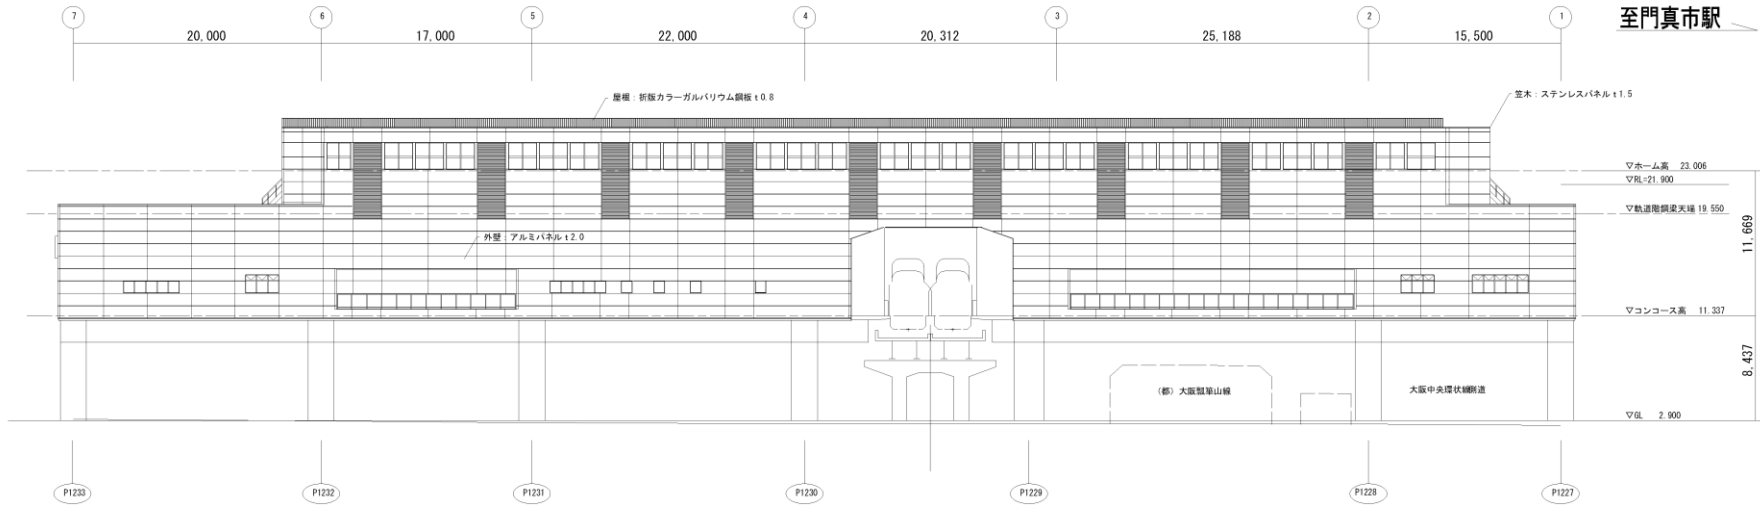 7 6 5 4 3 2 1
至門真市駅
20,000 17,000 22,000 20,312 25,188 15,500
屋根：折版カラーガルバリウム鋼板ｔ0.8
笠木：ステンレスパネルｔ1.5
▽ホーム高 23.006
▽RL=21.900
▽軌道階鋼梁天端 19.550
11,669
外壁：アルミパネルｔ2.0
▽コンコース高 11.337
8,437
（都）大阪瓢箪山線
大阪中央環状線側道
▽GL 2.900
P1233 P1232 P1231 P1230 P1229 P1228 P1227